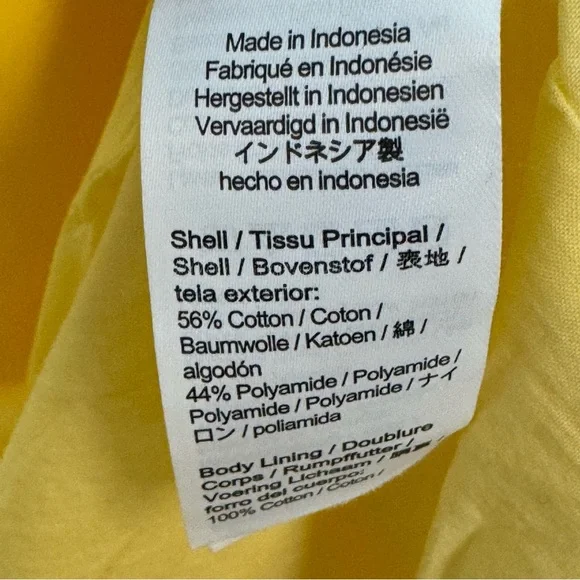 Made in Indonesia
Fabriqué en Indonésie
Hergestellt in Indonesien
Vervaardigd in Indonesië
インドネシア製
hecho en indonesia
Shell / Tissu Principal /
Shell / Bovenstof / 表地 /
tela exterior:
56% Cotton / Coton /
Baumwolle / Katoen / 綿 /
algodón
44% Polyamide / Polyamide /
Polyamide / Polyamide / ナイ
ロン / poliamida
Body Lining / Doublure
Corps / Rumpffutter /
Voering Lichaam /
forro del cuerpo:
100% Cotton / Coton /